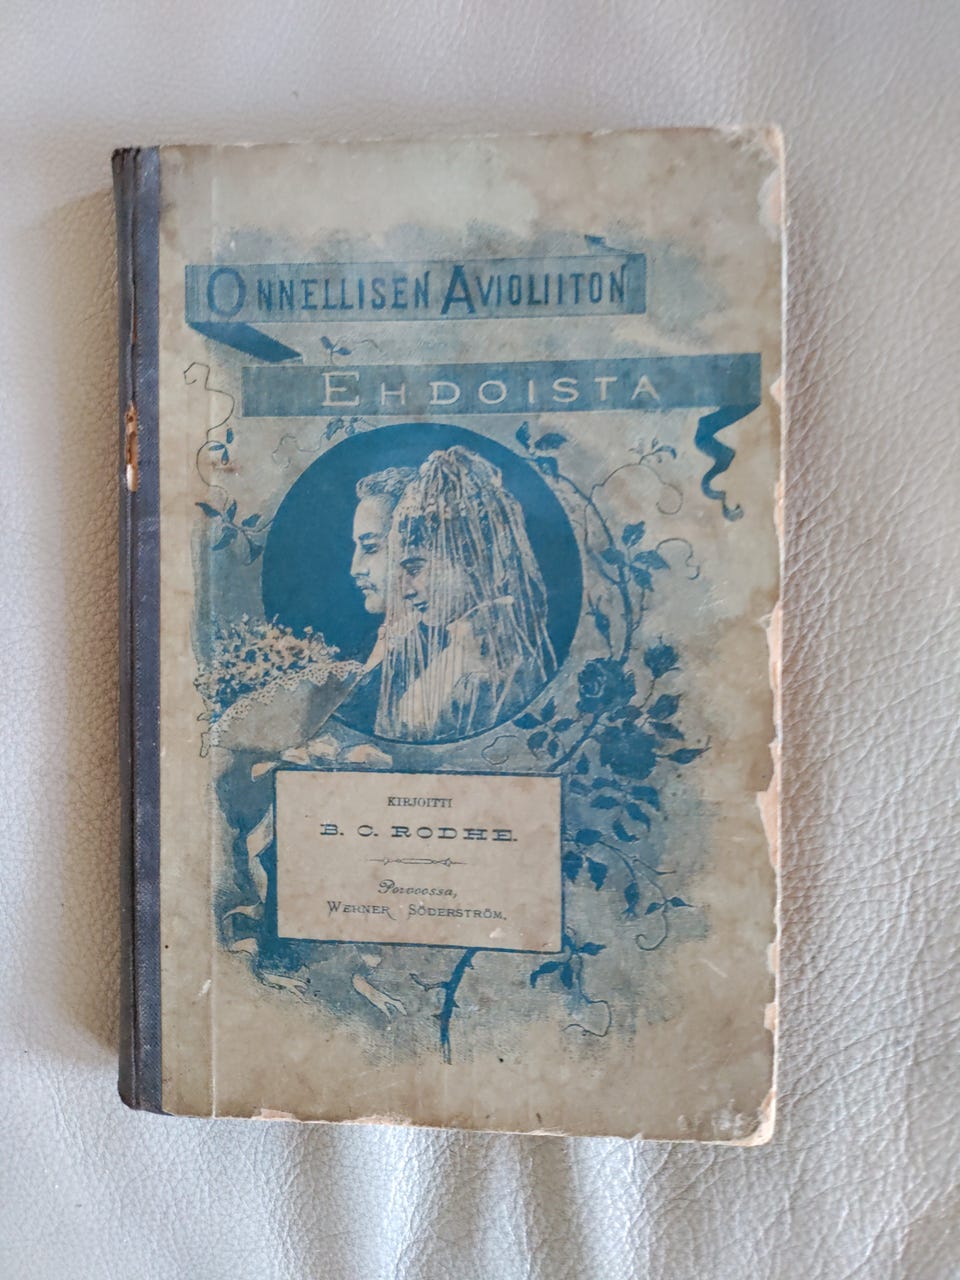 ONNELLISEN AVIOLIITON
EHDOISTA
KIRJOITTI
B. C. RODHE.
Porvoossa,
WERNER SÖDERSTRÖM.